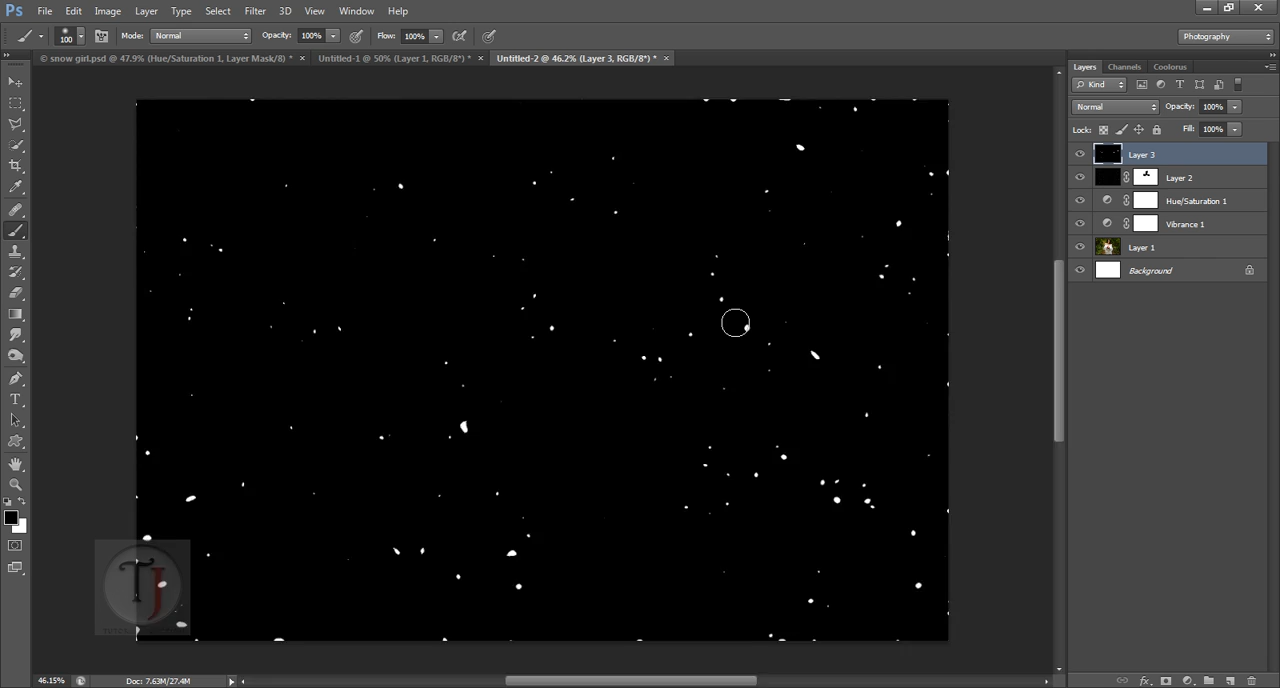 Ps File Edit Image Layer Type Select Filter 3D View Window Help
100 Mode: Normal Opacity: 100% Flow: 100% Photography
© snow girl.psd @ 47.9% (Hue/Saturation 1, Layer Mask/8) * × Untitled-1 @ 50% (Layer 1, RGB/8*) * × Untitled-2 @ 46.2% (Layer 3, RGB/8*) * ×
Layers Channels Coolorus
Kind
Normal Opacity: 100%
Lock: Fill: 100%
Layer 3
Layer 2
Hue/Saturation 1
Vibrance 1
Layer 1
Background
TJ
46.15% Doc: 7.63M/27.4M